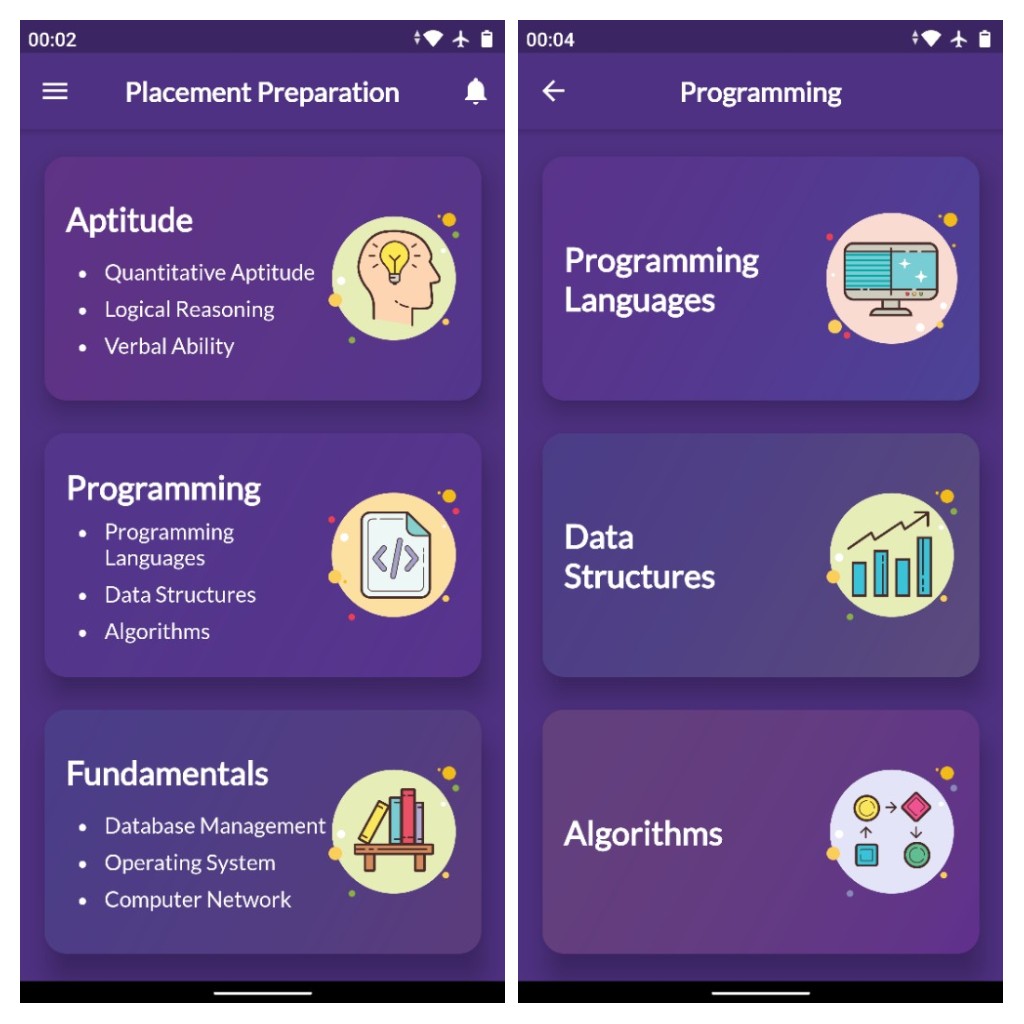 00:02
Placement Preparation
Aptitude
• Quantitative Aptitude
• Logical Reasoning
• Verbal Ability
Programming
• Programming
Languages
• Data Structures
• Algorithms
</>
Fundamentals
• Database Management
• Operating System
• Computer Network
00:04
Programming
Programming
Languages
Data
Structures
Algorithms